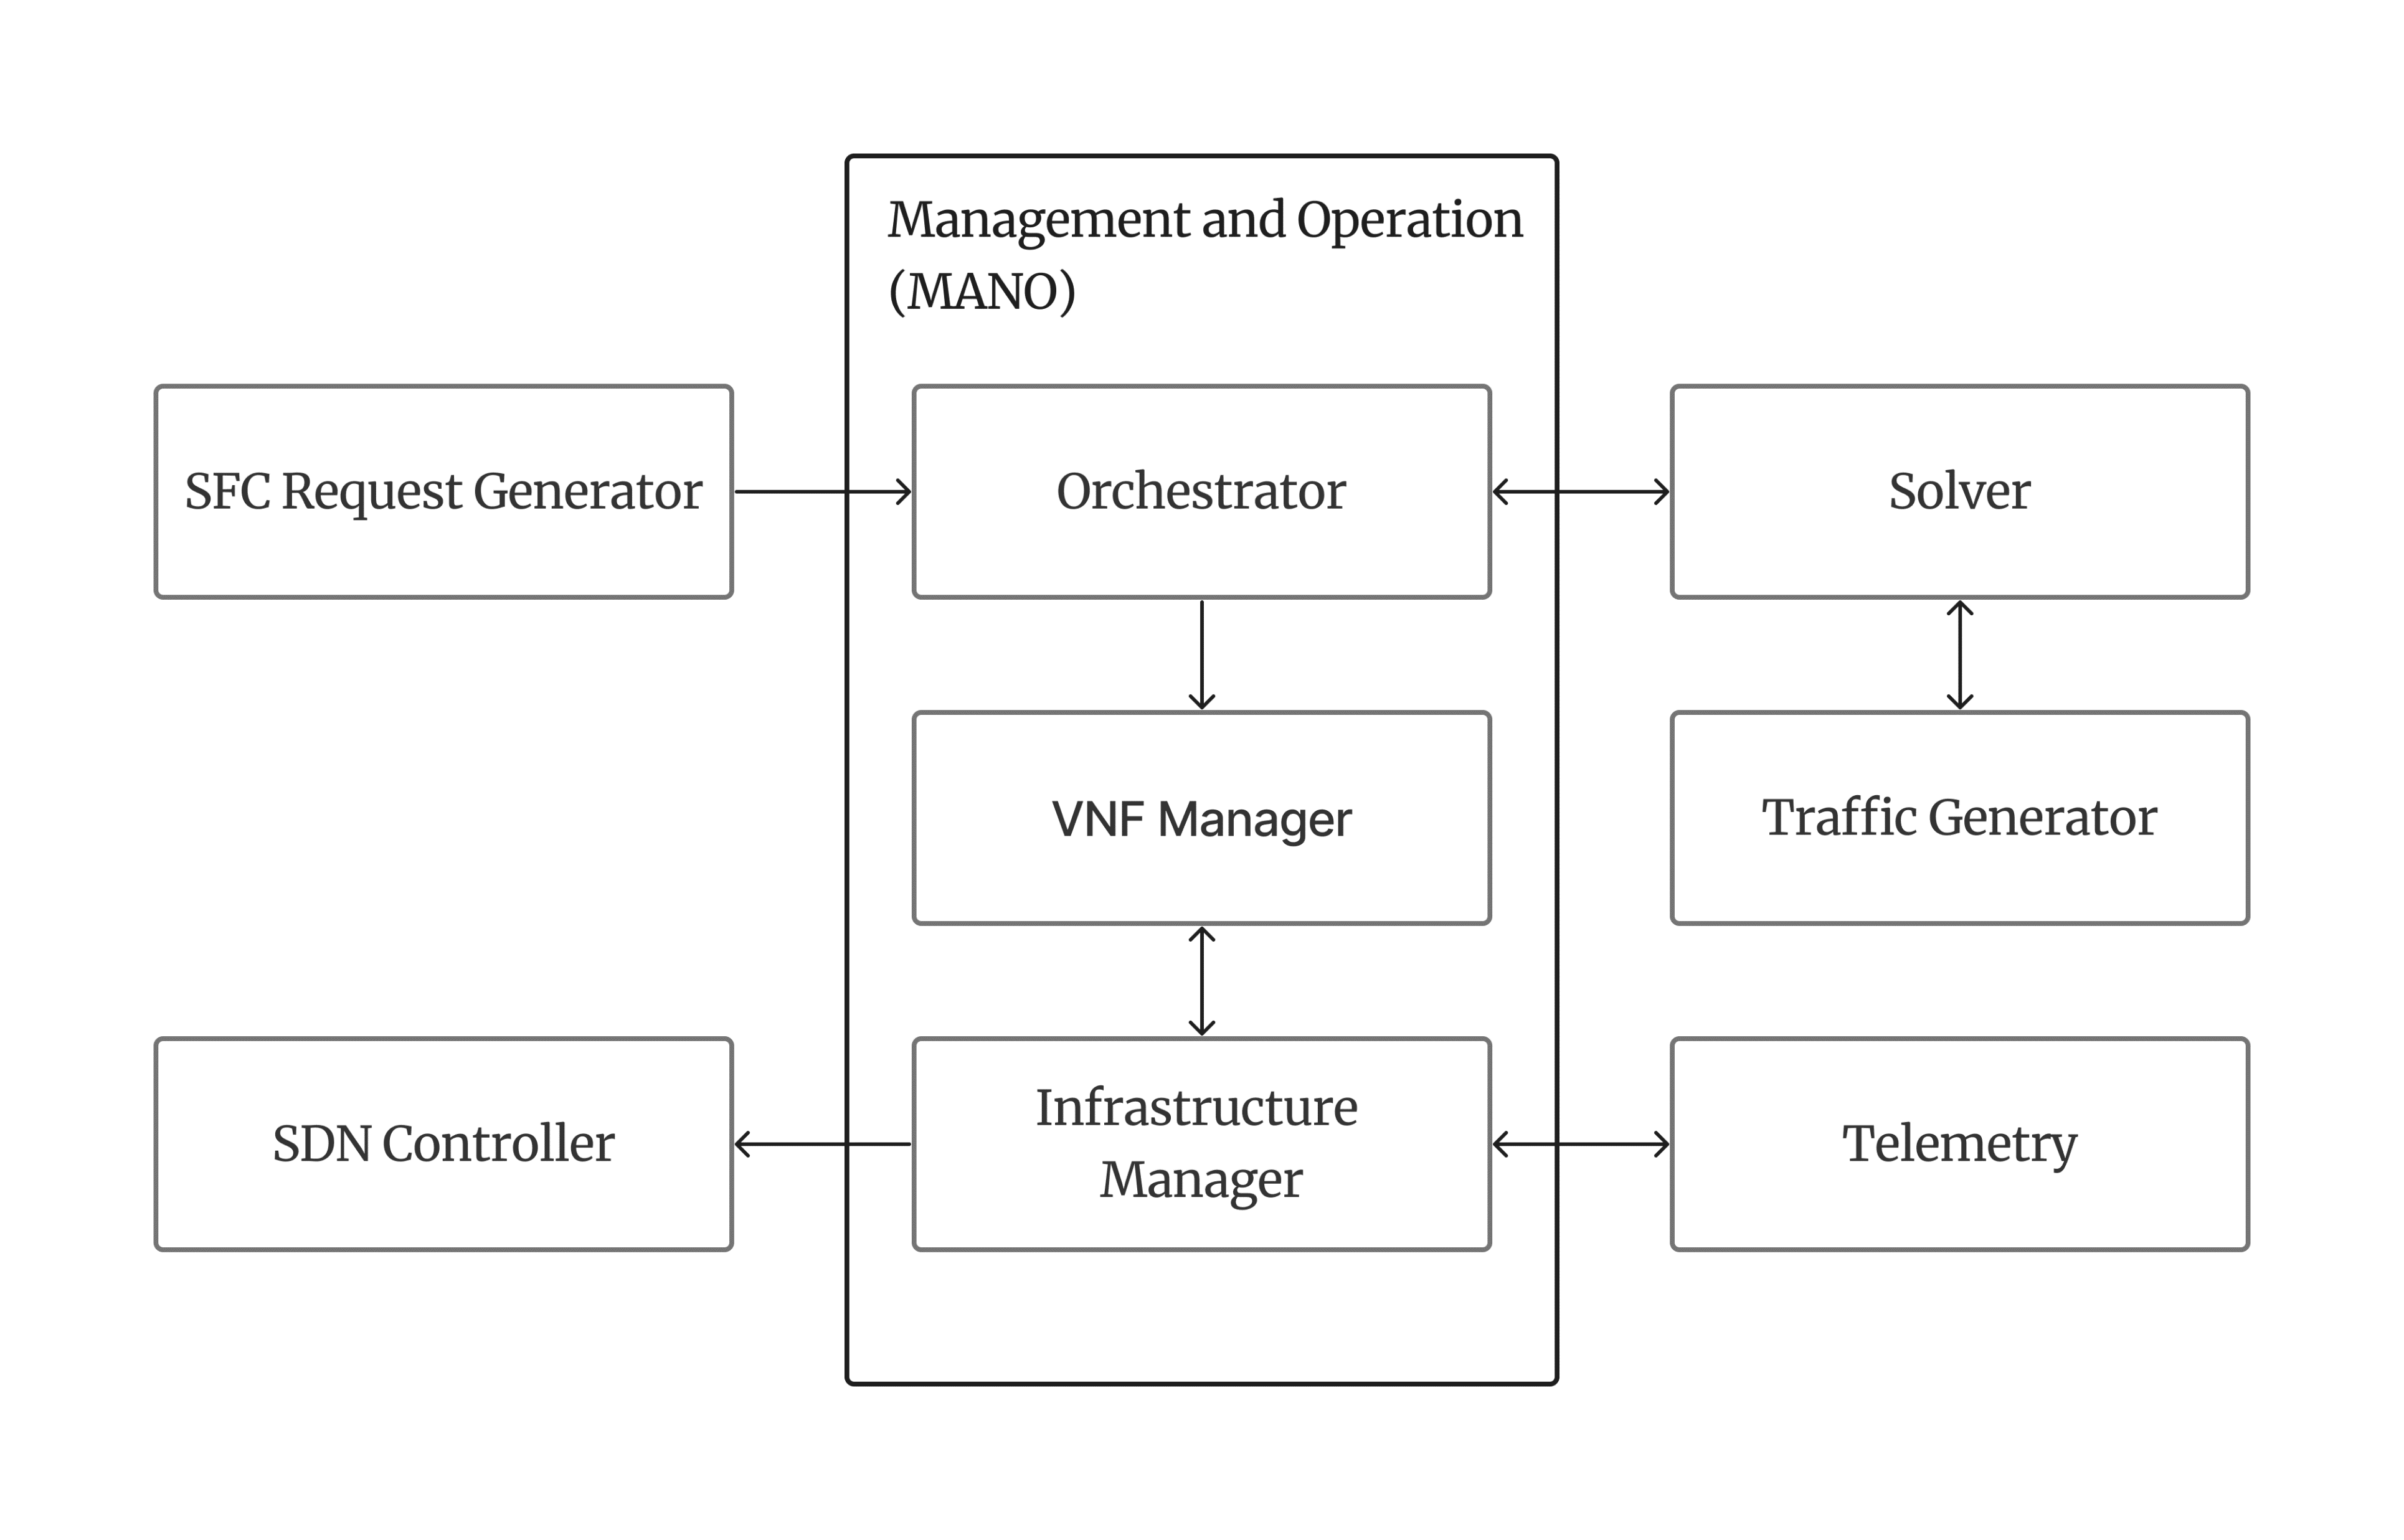 Management and Operation
(MANO)
SFC Request Generator
Orchestrator
Solver
VNF Manager
Traffic Generator
SDN Controller
Infrastructure
Manager
Telemetry